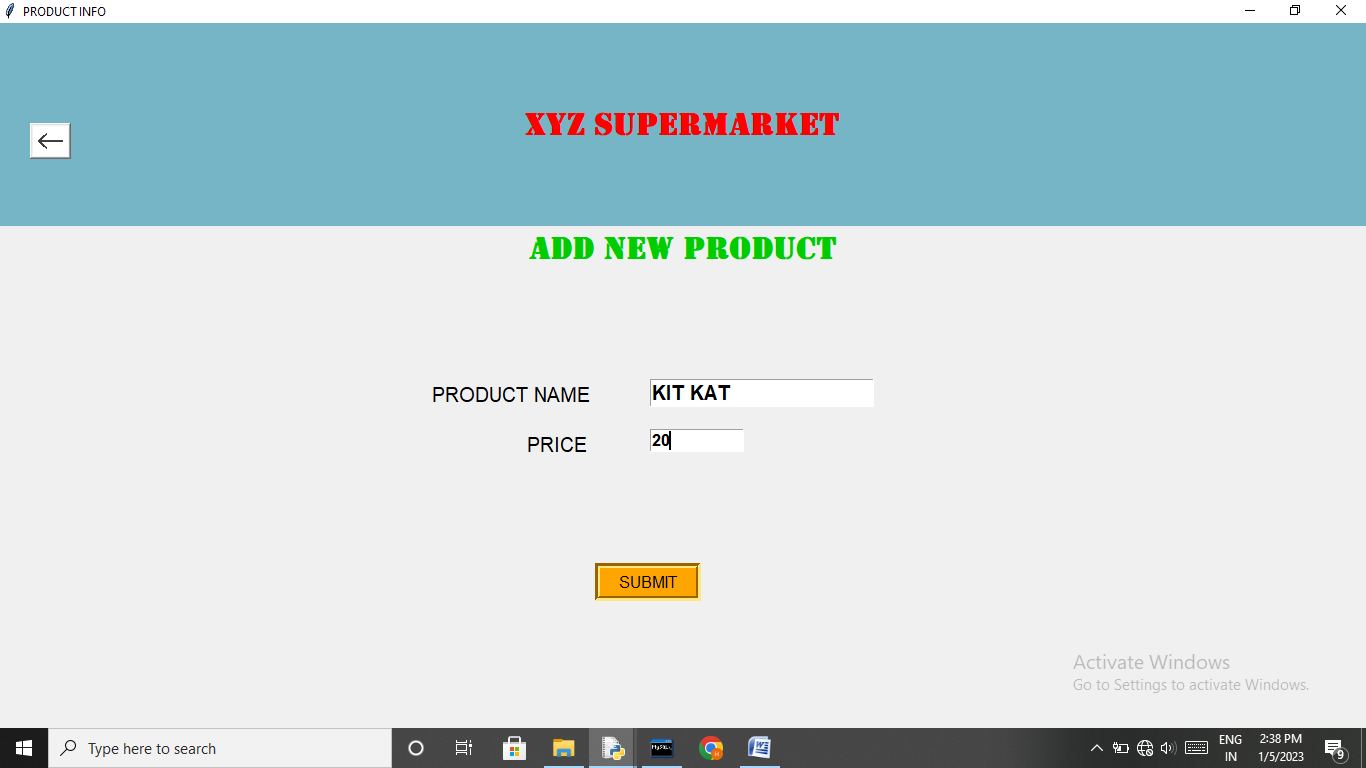 PRODUCT INFO
XYZ SUPERMARKET
ADD NEW PRODUCT
PRODUCT NAME KIT KAT
PRICE 20
SUBMIT
Activate Windows
Go to Settings to activate Windows.
Type here to search
ENG 2:38 PM
IN 1/5/2023
9